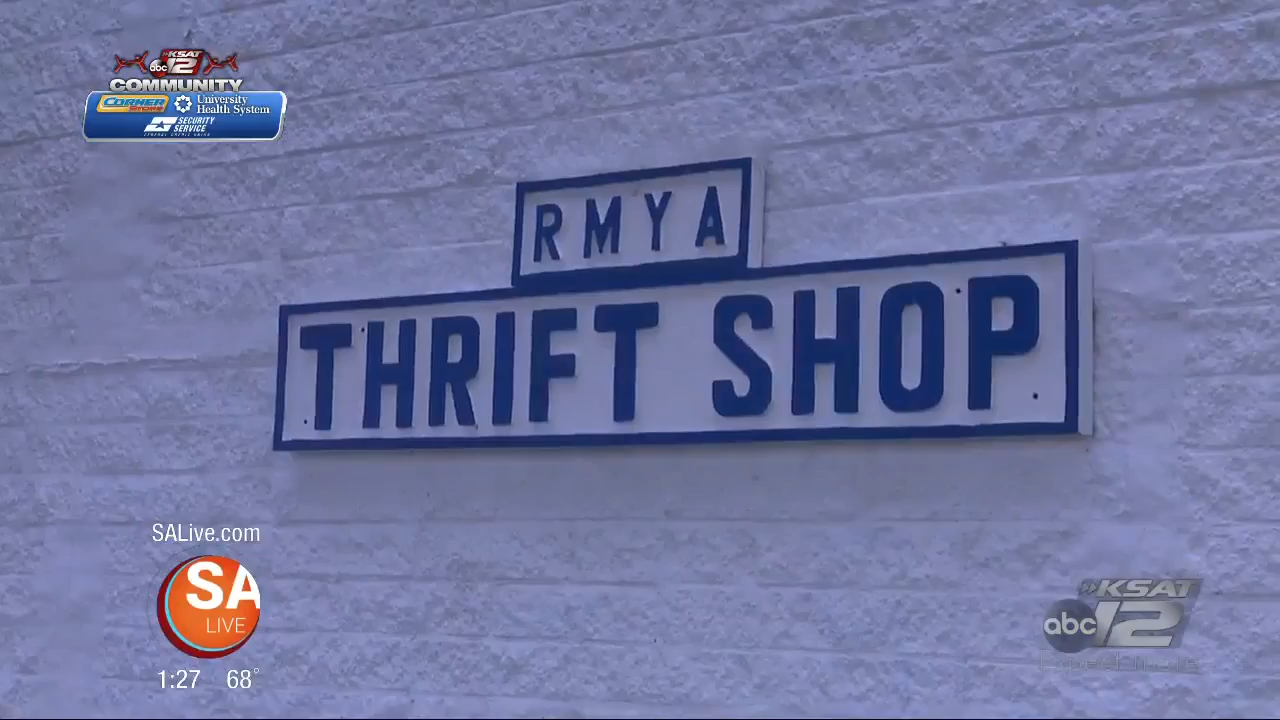 KSAT
abc 12
COMMUNITY
CORNER STORE University Health System
SECURITY SERVICE
RMYA
THRIFT SHOP
SALive.com
SA
LIVE
1:27 68°
KSAT
abc 12